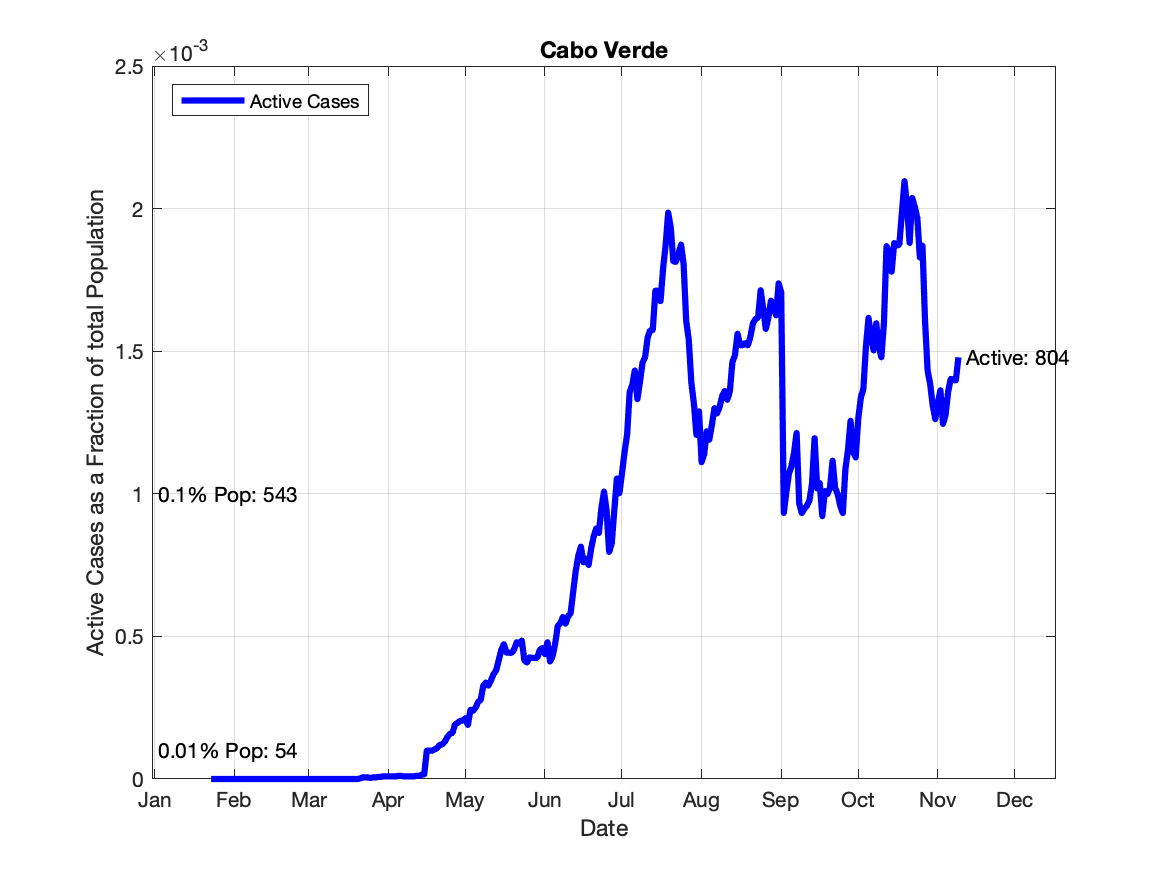 Cabo Verde
×10-3
2.5
2
1.5
1
0.5
0
Active Cases
Active: 804
0.1% Pop: 543
0.01% Pop: 54
Active Cases as a Fraction of total Population
Jan Feb Mar Apr May Jun Jul Aug Sep Oct Nov Dec
Date